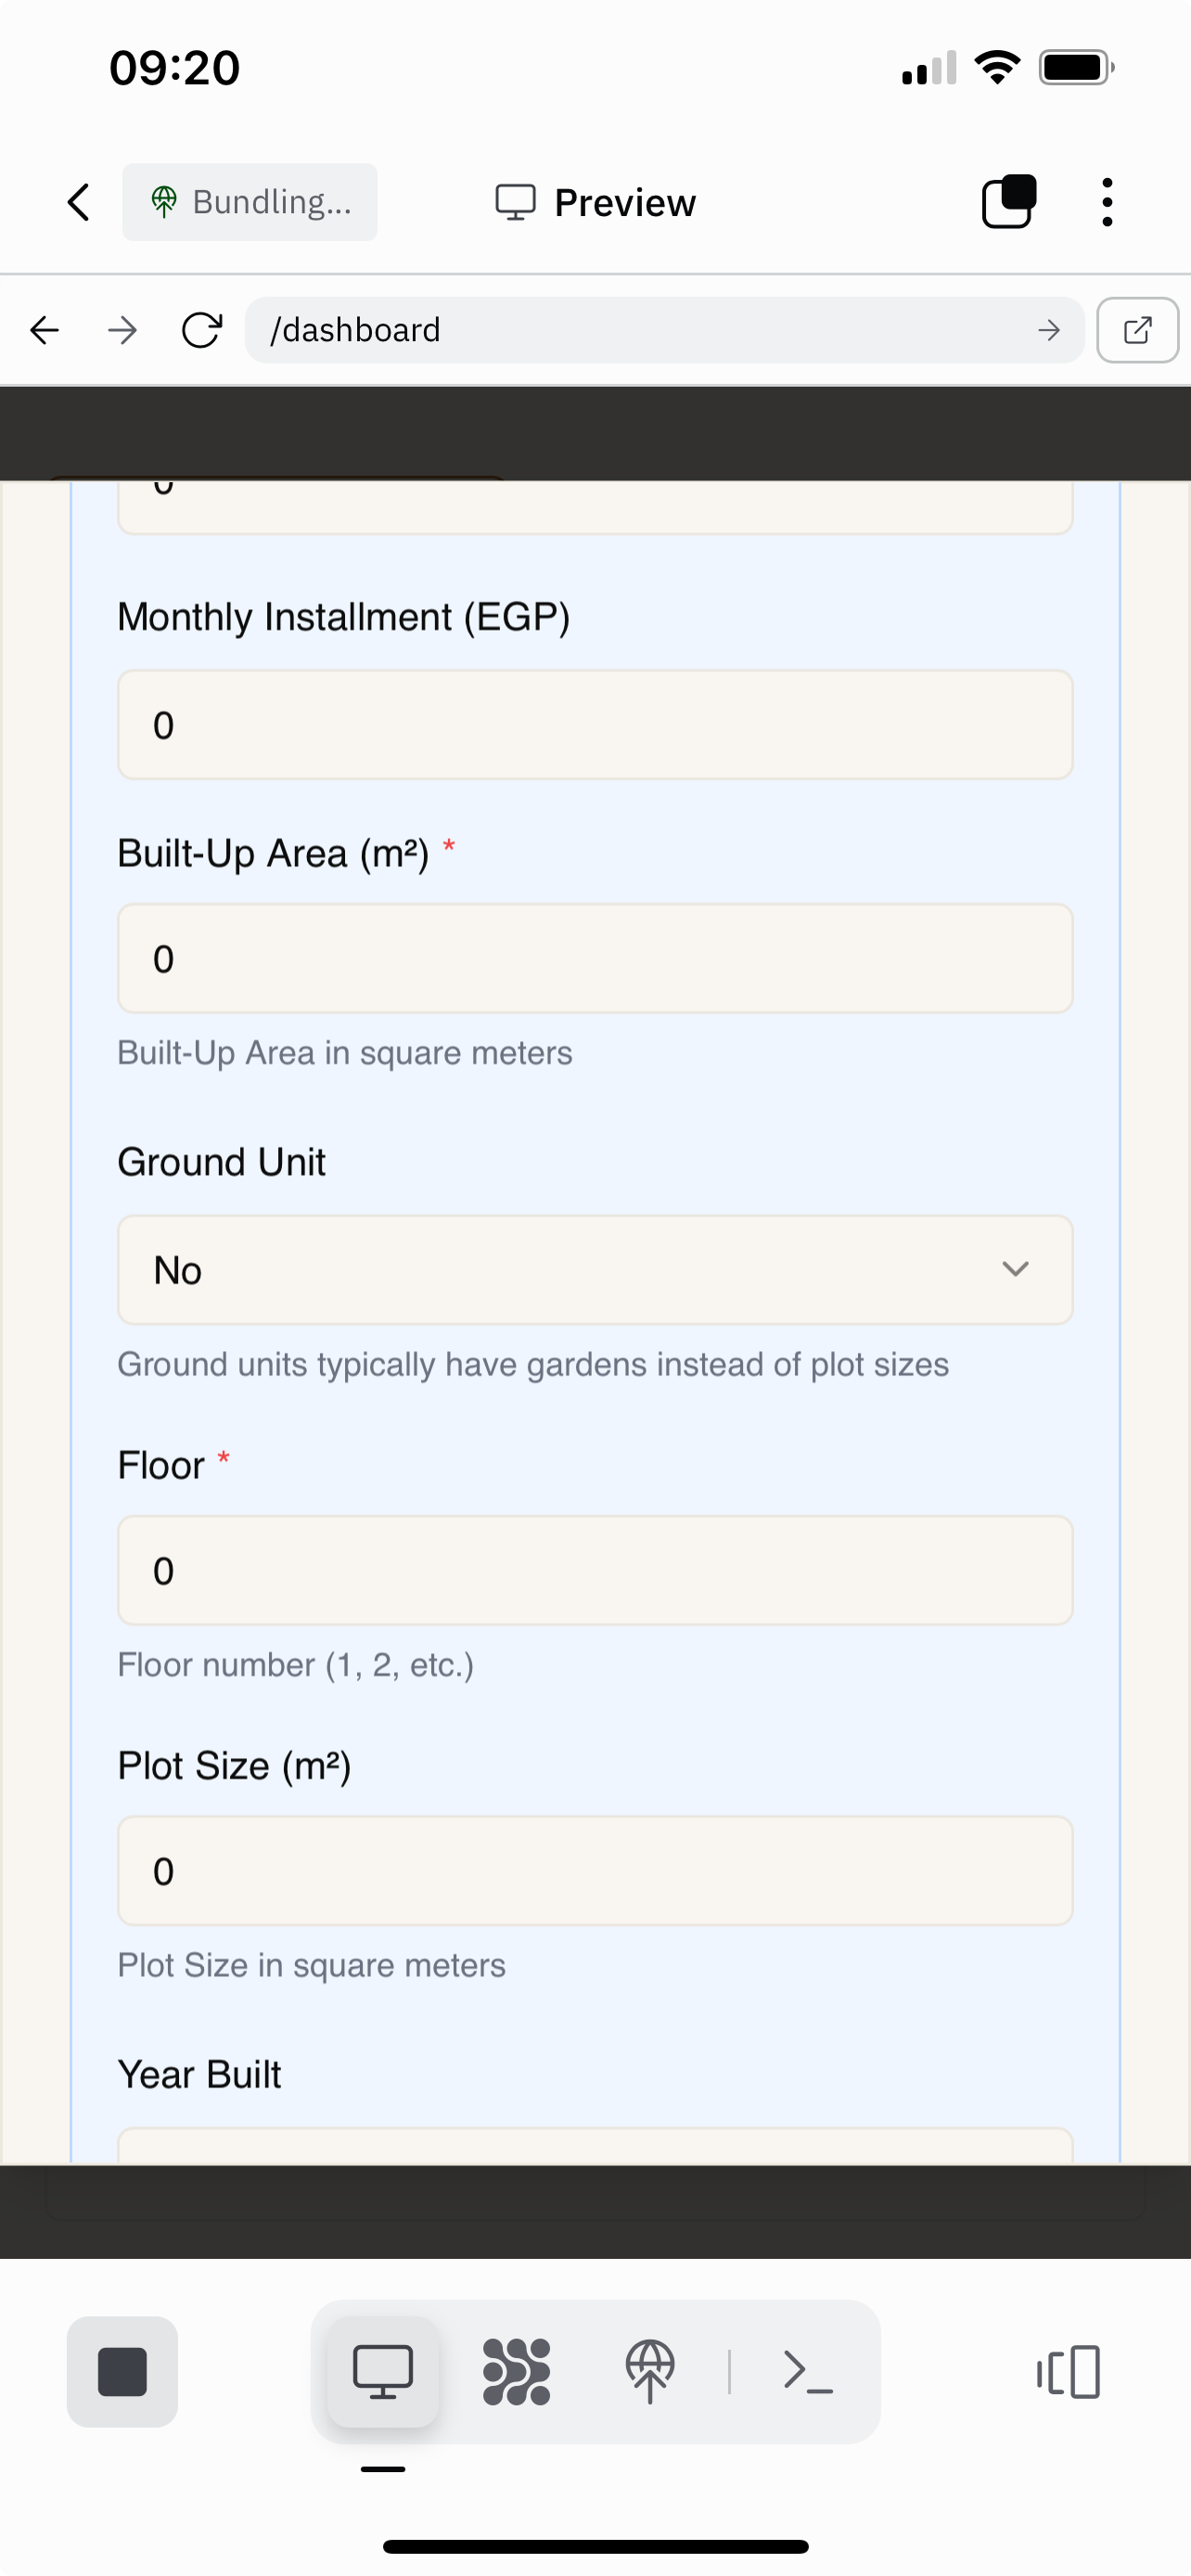 09:20
Bundling...
Preview
/dashboard
0
Monthly Installment (EGP)
0
Built-Up Area (m²) *
0
Built-Up Area in square meters
Ground Unit
No
Ground units typically have gardens instead of plot sizes
Floor *
0
Floor number (1, 2, etc.)
Plot Size (m²)
0
Plot Size in square meters
Year Built